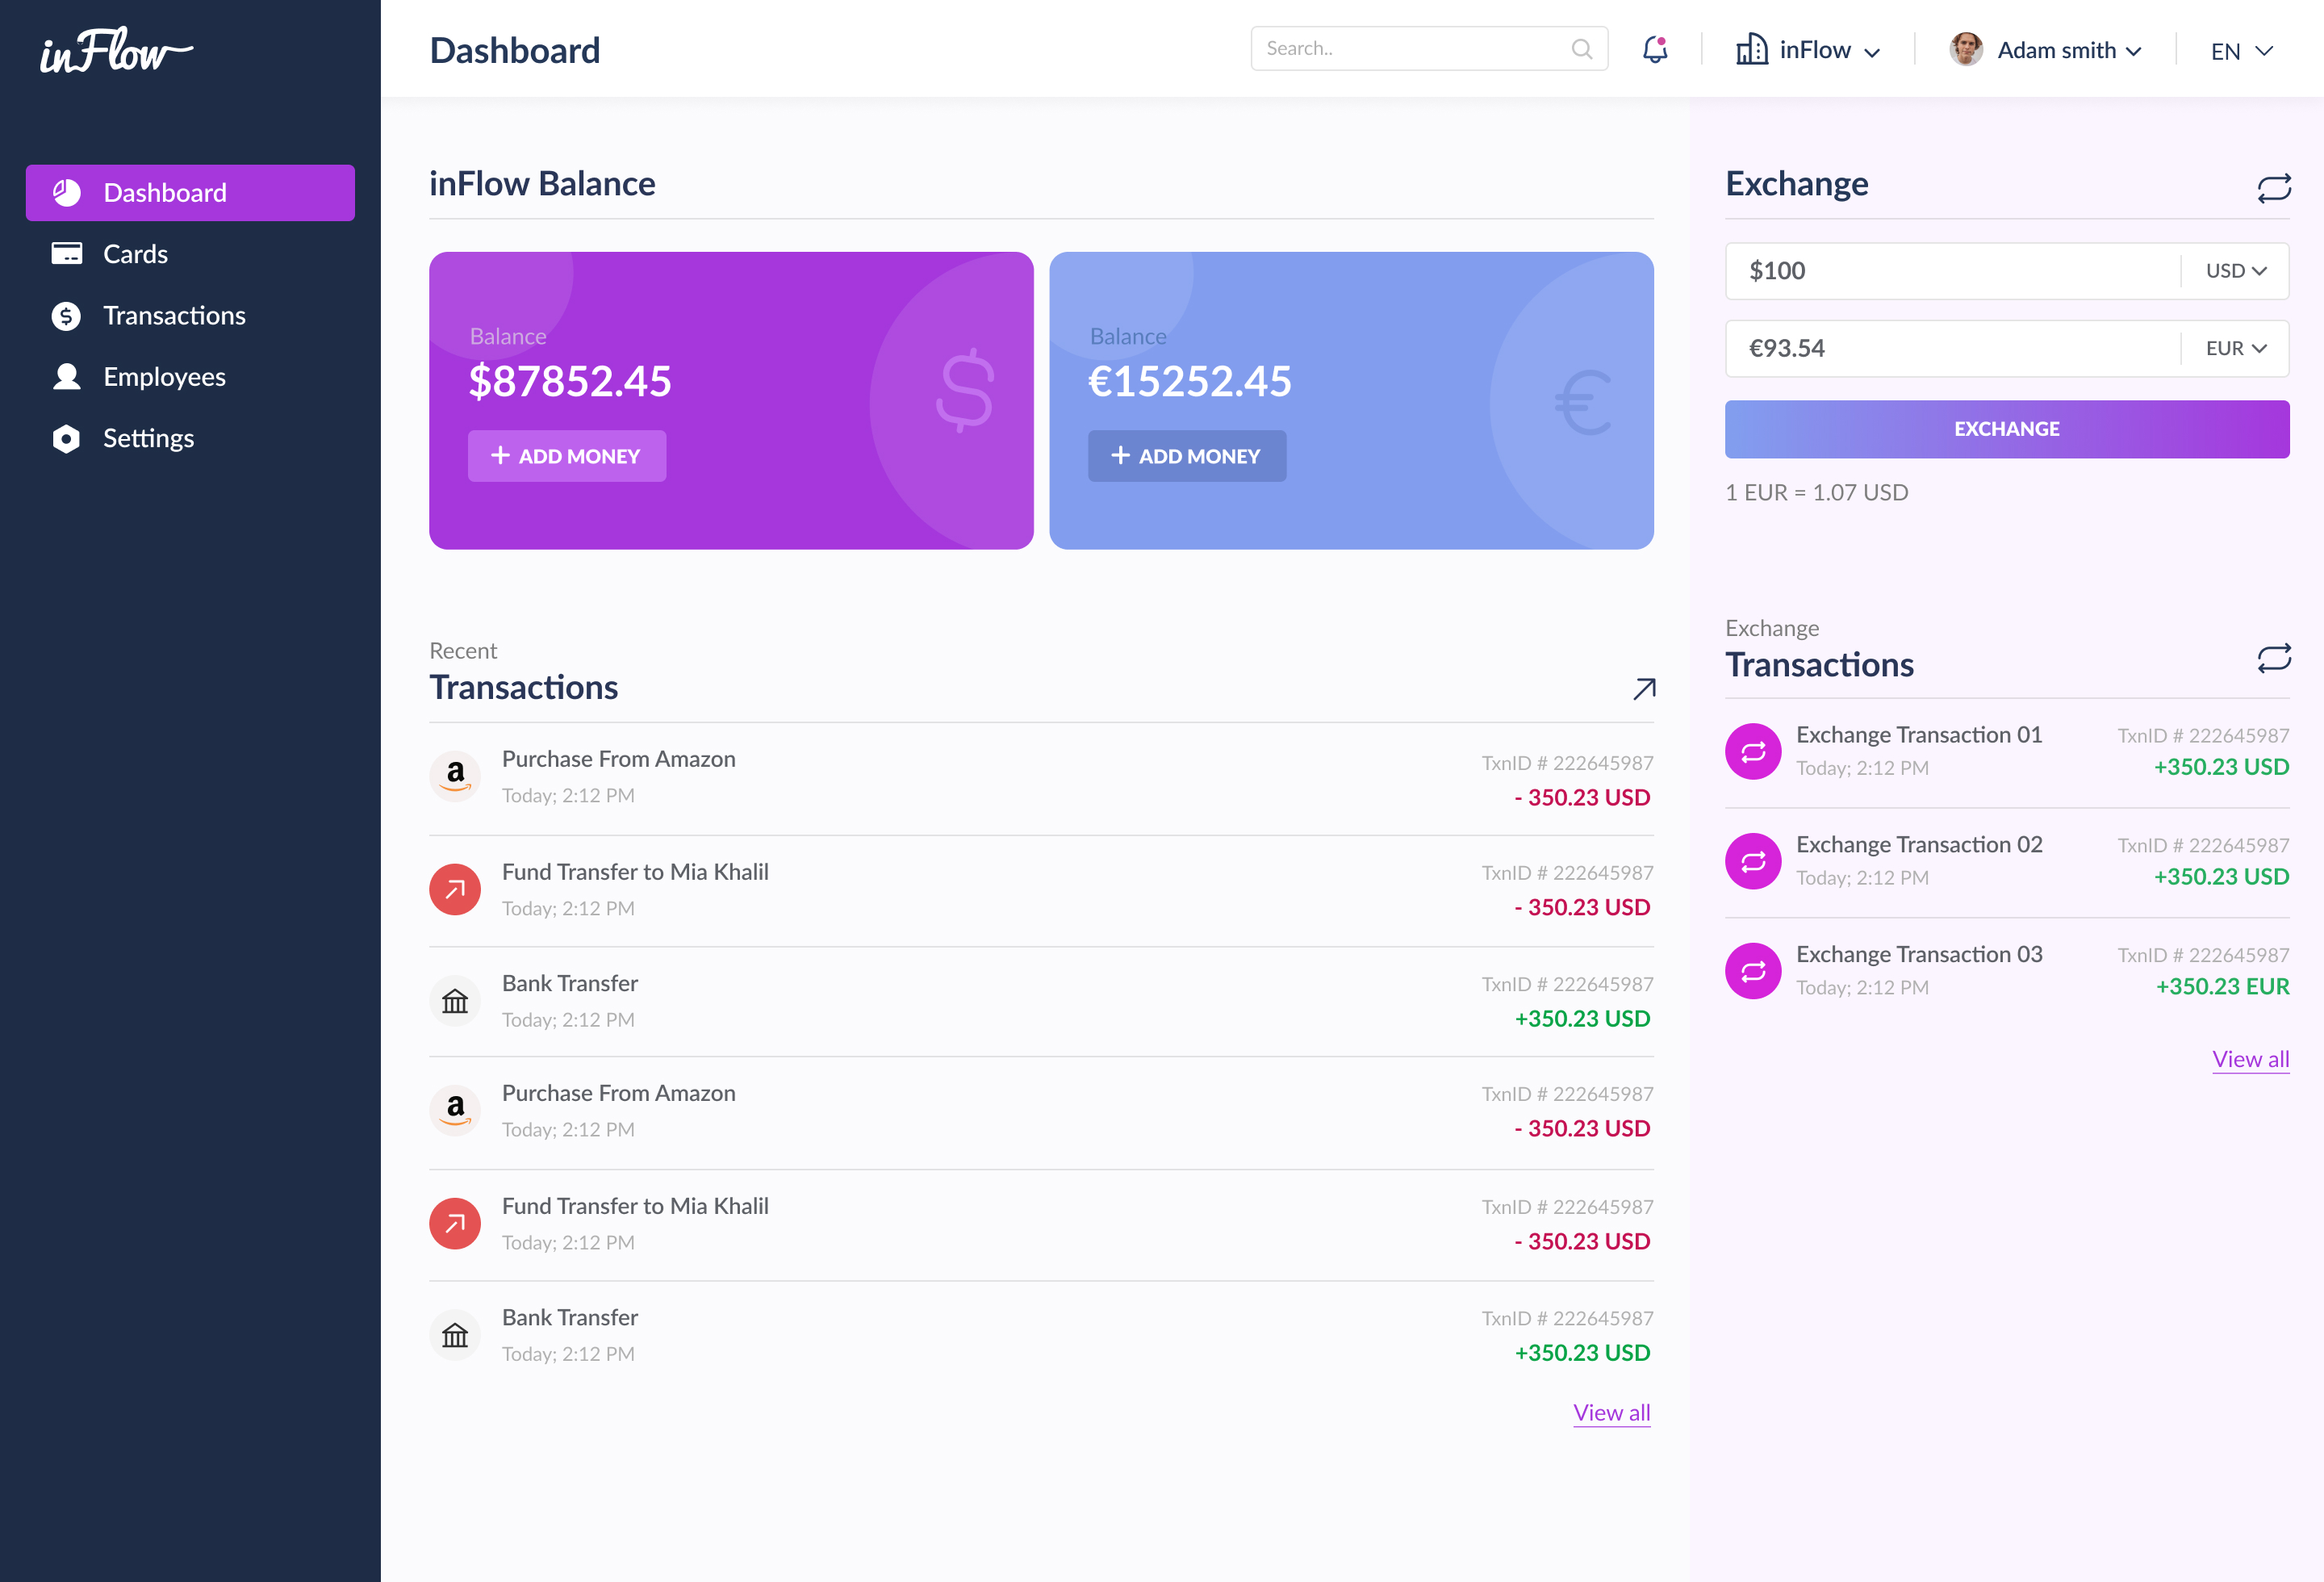 inFlow
Dashboard
Search..
inFlow
Adam smith
EN
Dashboard
Cards
Transactions
Employees
Settings
inFlow Balance
Balance
$87852.45
+ ADD MONEY
$
Balance
€15252.45
+ ADD MONEY
€
Recent
Transactions
Purchase From Amazon
TxnID # 222645987
Today; 2:12 PM
- 350.23 USD
Fund Transfer to Mia Khalil
TxnID # 222645987
Today; 2:12 PM
- 350.23 USD
Bank Transfer
TxnID # 222645987
Today; 2:12 PM
+350.23 USD
a
Purchase From Amazon
TxnID # 222645987
Today; 2:12 PM
- 350.23 USD
Fund Transfer to Mia Khalil
TxnID # 222645987
Today; 2:12 PM
- 350.23 USD
Bank Transfer
TxnID # 222645987
Today; 2:12 PM
+350.23 USD
View all
Exchange
$100
USD
€93.54
EUR
EXCHANGE
1 EUR = 1.07 USD
Exchange
Transactions
Exchange Transaction 01
TxnID # 222645987
Today; 2:12 PM
+350.23 USD
Exchange Transaction 02
TxnID # 222645987
Today; 2:12 PM
+350.23 USD
Exchange Transaction 03
TxnID # 222645987
Today; 2:12 PM
+350.23 EUR
View all